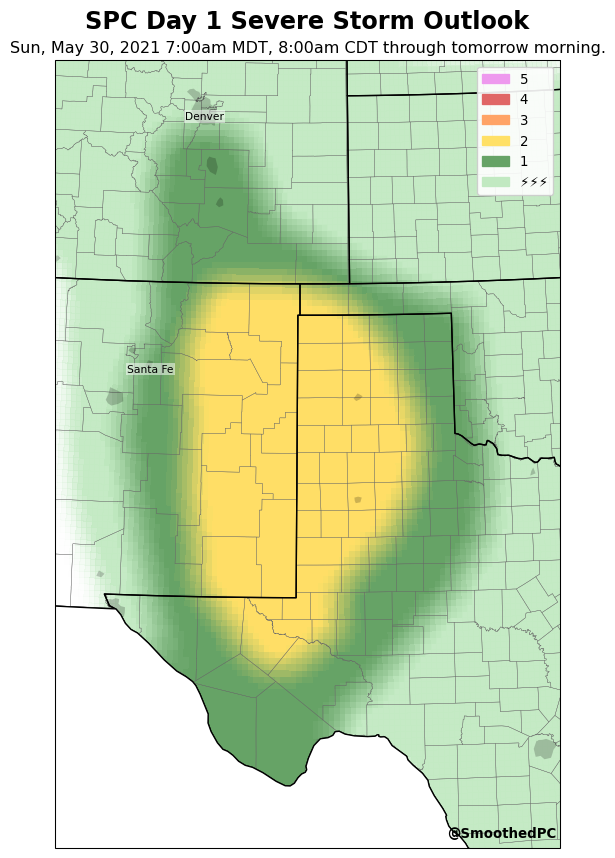 SPC Day 1 Severe Storm Outlook
Sun, May 30, 2021 7:00am MDT, 8:00am CDT through tomorrow morning.
5
4
3
2
1
⚡⚡⚡
Denver
Santa Fe
@SmoothedPC